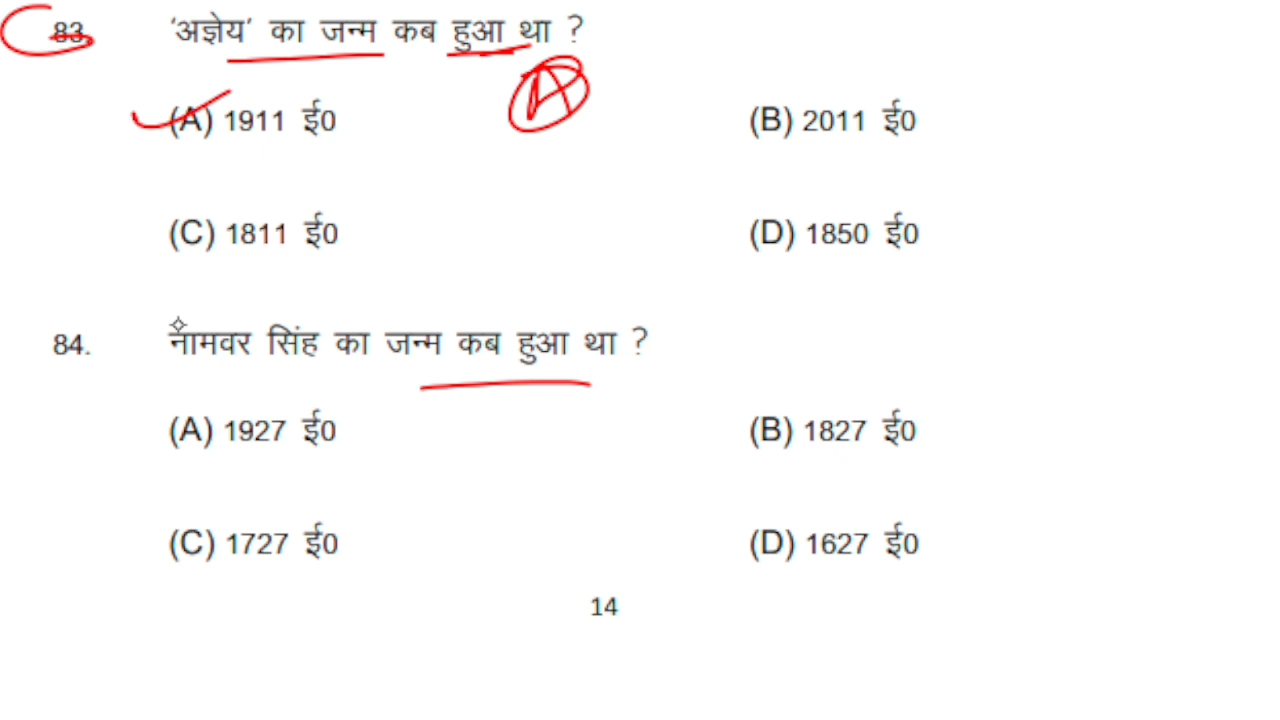 83. 'अज्ञेय' का जन्म कब हुआ था ?
A
(A) 1911 ई0 (B) 2011 ई0
(C) 1811 ई0 (D) 1850 ई0
84. नामवर सिंह का जन्म कब हुआ था ?
(A) 1927 ई0 (B) 1827 ई0
(C) 1727 ई0 (D) 1627 ई0
14